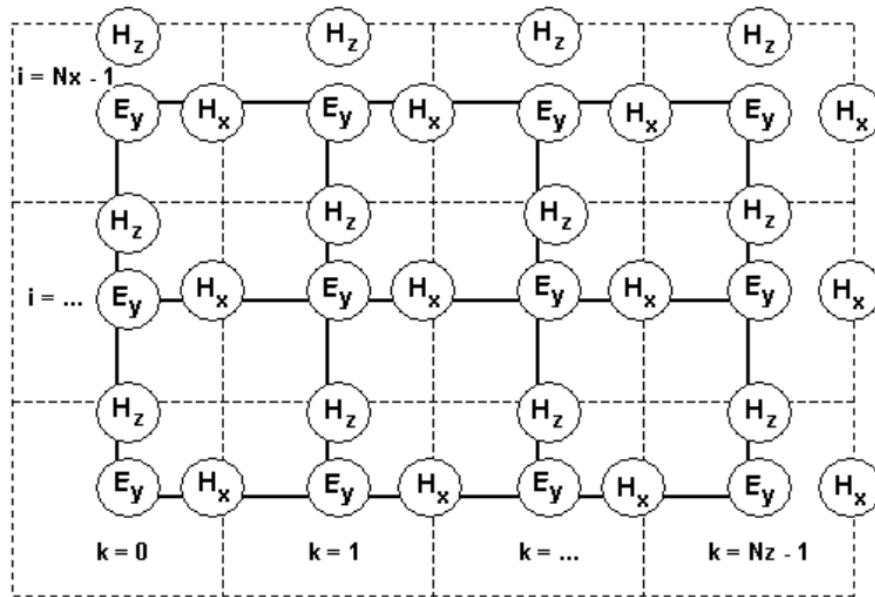 Hz Hz Hz Hz
i = Nx - 1
Ey Hx Ey Hx Ey Hx Ey Hx
Hz Hz Hz Hz
i = ... Ey Hx Ey Hx Ey Hx Ey Hx
Hz Hz Hz Hz
Ey Hx Ey Hx Ey Hx Ey Hx
k = 0 k = 1 k = ... k = Nz - 1